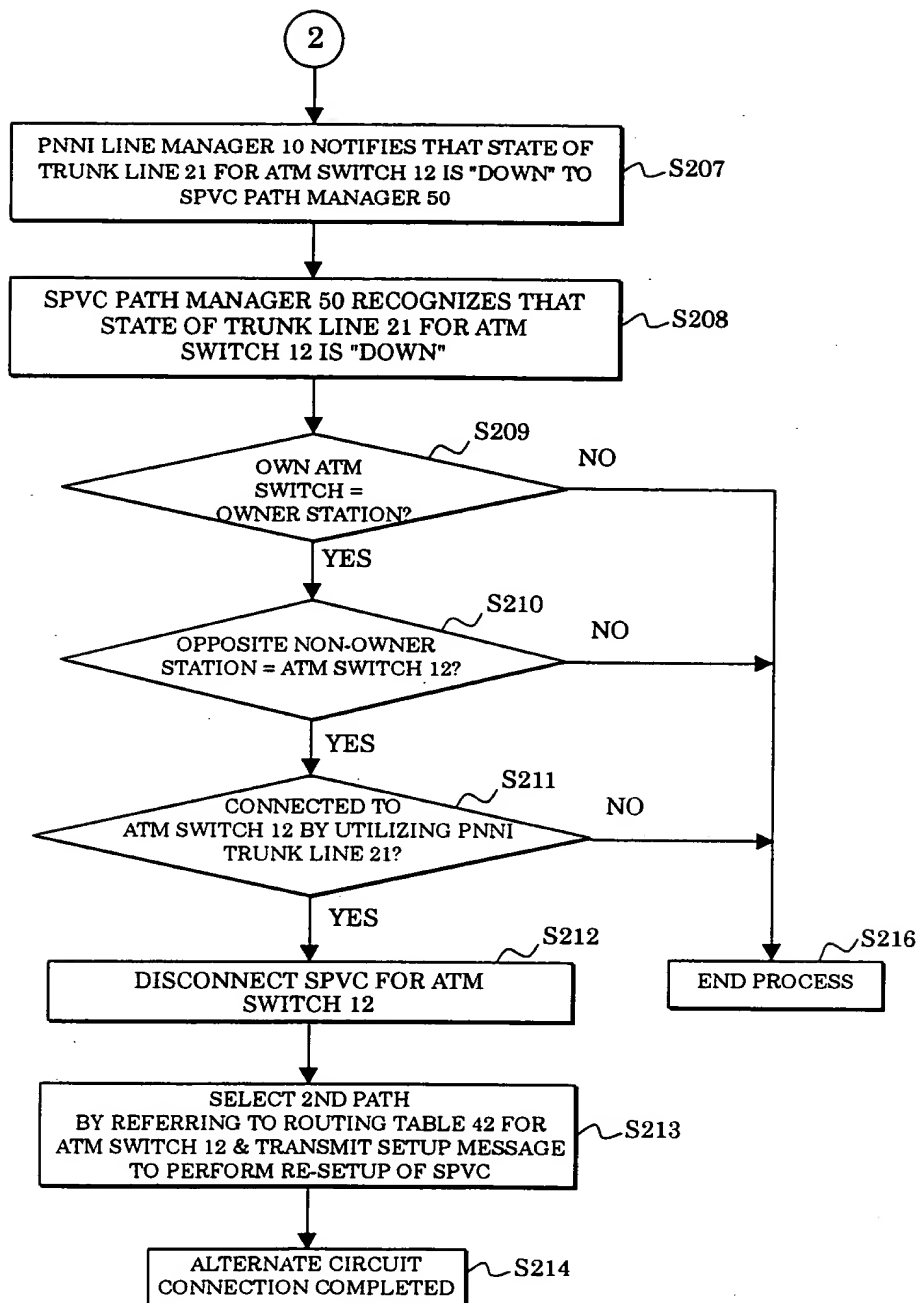 2
PNNI LINE MANAGER 10 NOTIFIES THAT STATE OF
TRUNK LINE 21 FOR ATM SWITCH 12 IS "DOWN" TO
SPVC PATH MANAGER 50
S207
SPVC PATH MANAGER 50 RECOGNIZES THAT
STATE OF TRUNK LINE 21 FOR ATM
SWITCH 12 IS "DOWN"
S208
S209
OWN ATM
SWITCH =
OWNER STATION?
NO
YES
S210
OPPOSITE NON-OWNER
STATION = ATM SWITCH 12?
NO
YES
S211
CONNECTED TO
ATM SWITCH 12 BY UTILIZING PNNI
TRUNK LINE 21?
NO
YES
S212
DISCONNECT SPVC FOR ATM
SWITCH 12
S216
END PROCESS
SELECT 2ND PATH
BY REFERRING TO ROUTING TABLE 42 FOR
ATM SWITCH 12 & TRANSMIT SETUP MESSAGE
TO PERFORM RE-SETUP OF SPVC
S213
ALTERNATE CIRCUIT
CONNECTION COMPLETED
S214